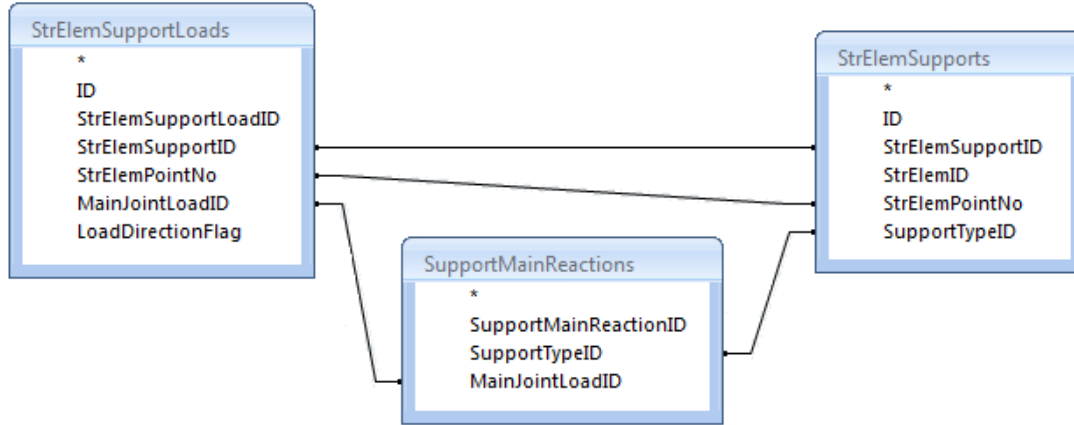 StrElemSupportLoads
*
ID
StrElemSupportLoadID
StrElemSupportID
StrElemPointNo
MainJointLoadID
LoadDirectionFlag
SupportMainReactions
*
SupportMainReactionID
SupportTypeID
MainJointLoadID
StrElemSupports
*
ID
StrElemSupportID
StrElemID
StrElemPointNo
SupportTypeID